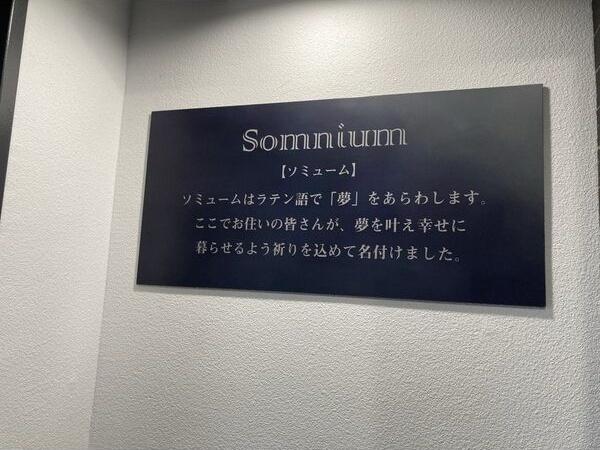 Somnium
【ソミューム】
ソミュームはラテン語で「夢」をあらわします。
ここでお住いの皆さんが、夢を叶え幸せに
暮らせるよう祈りを込めて名付けました。